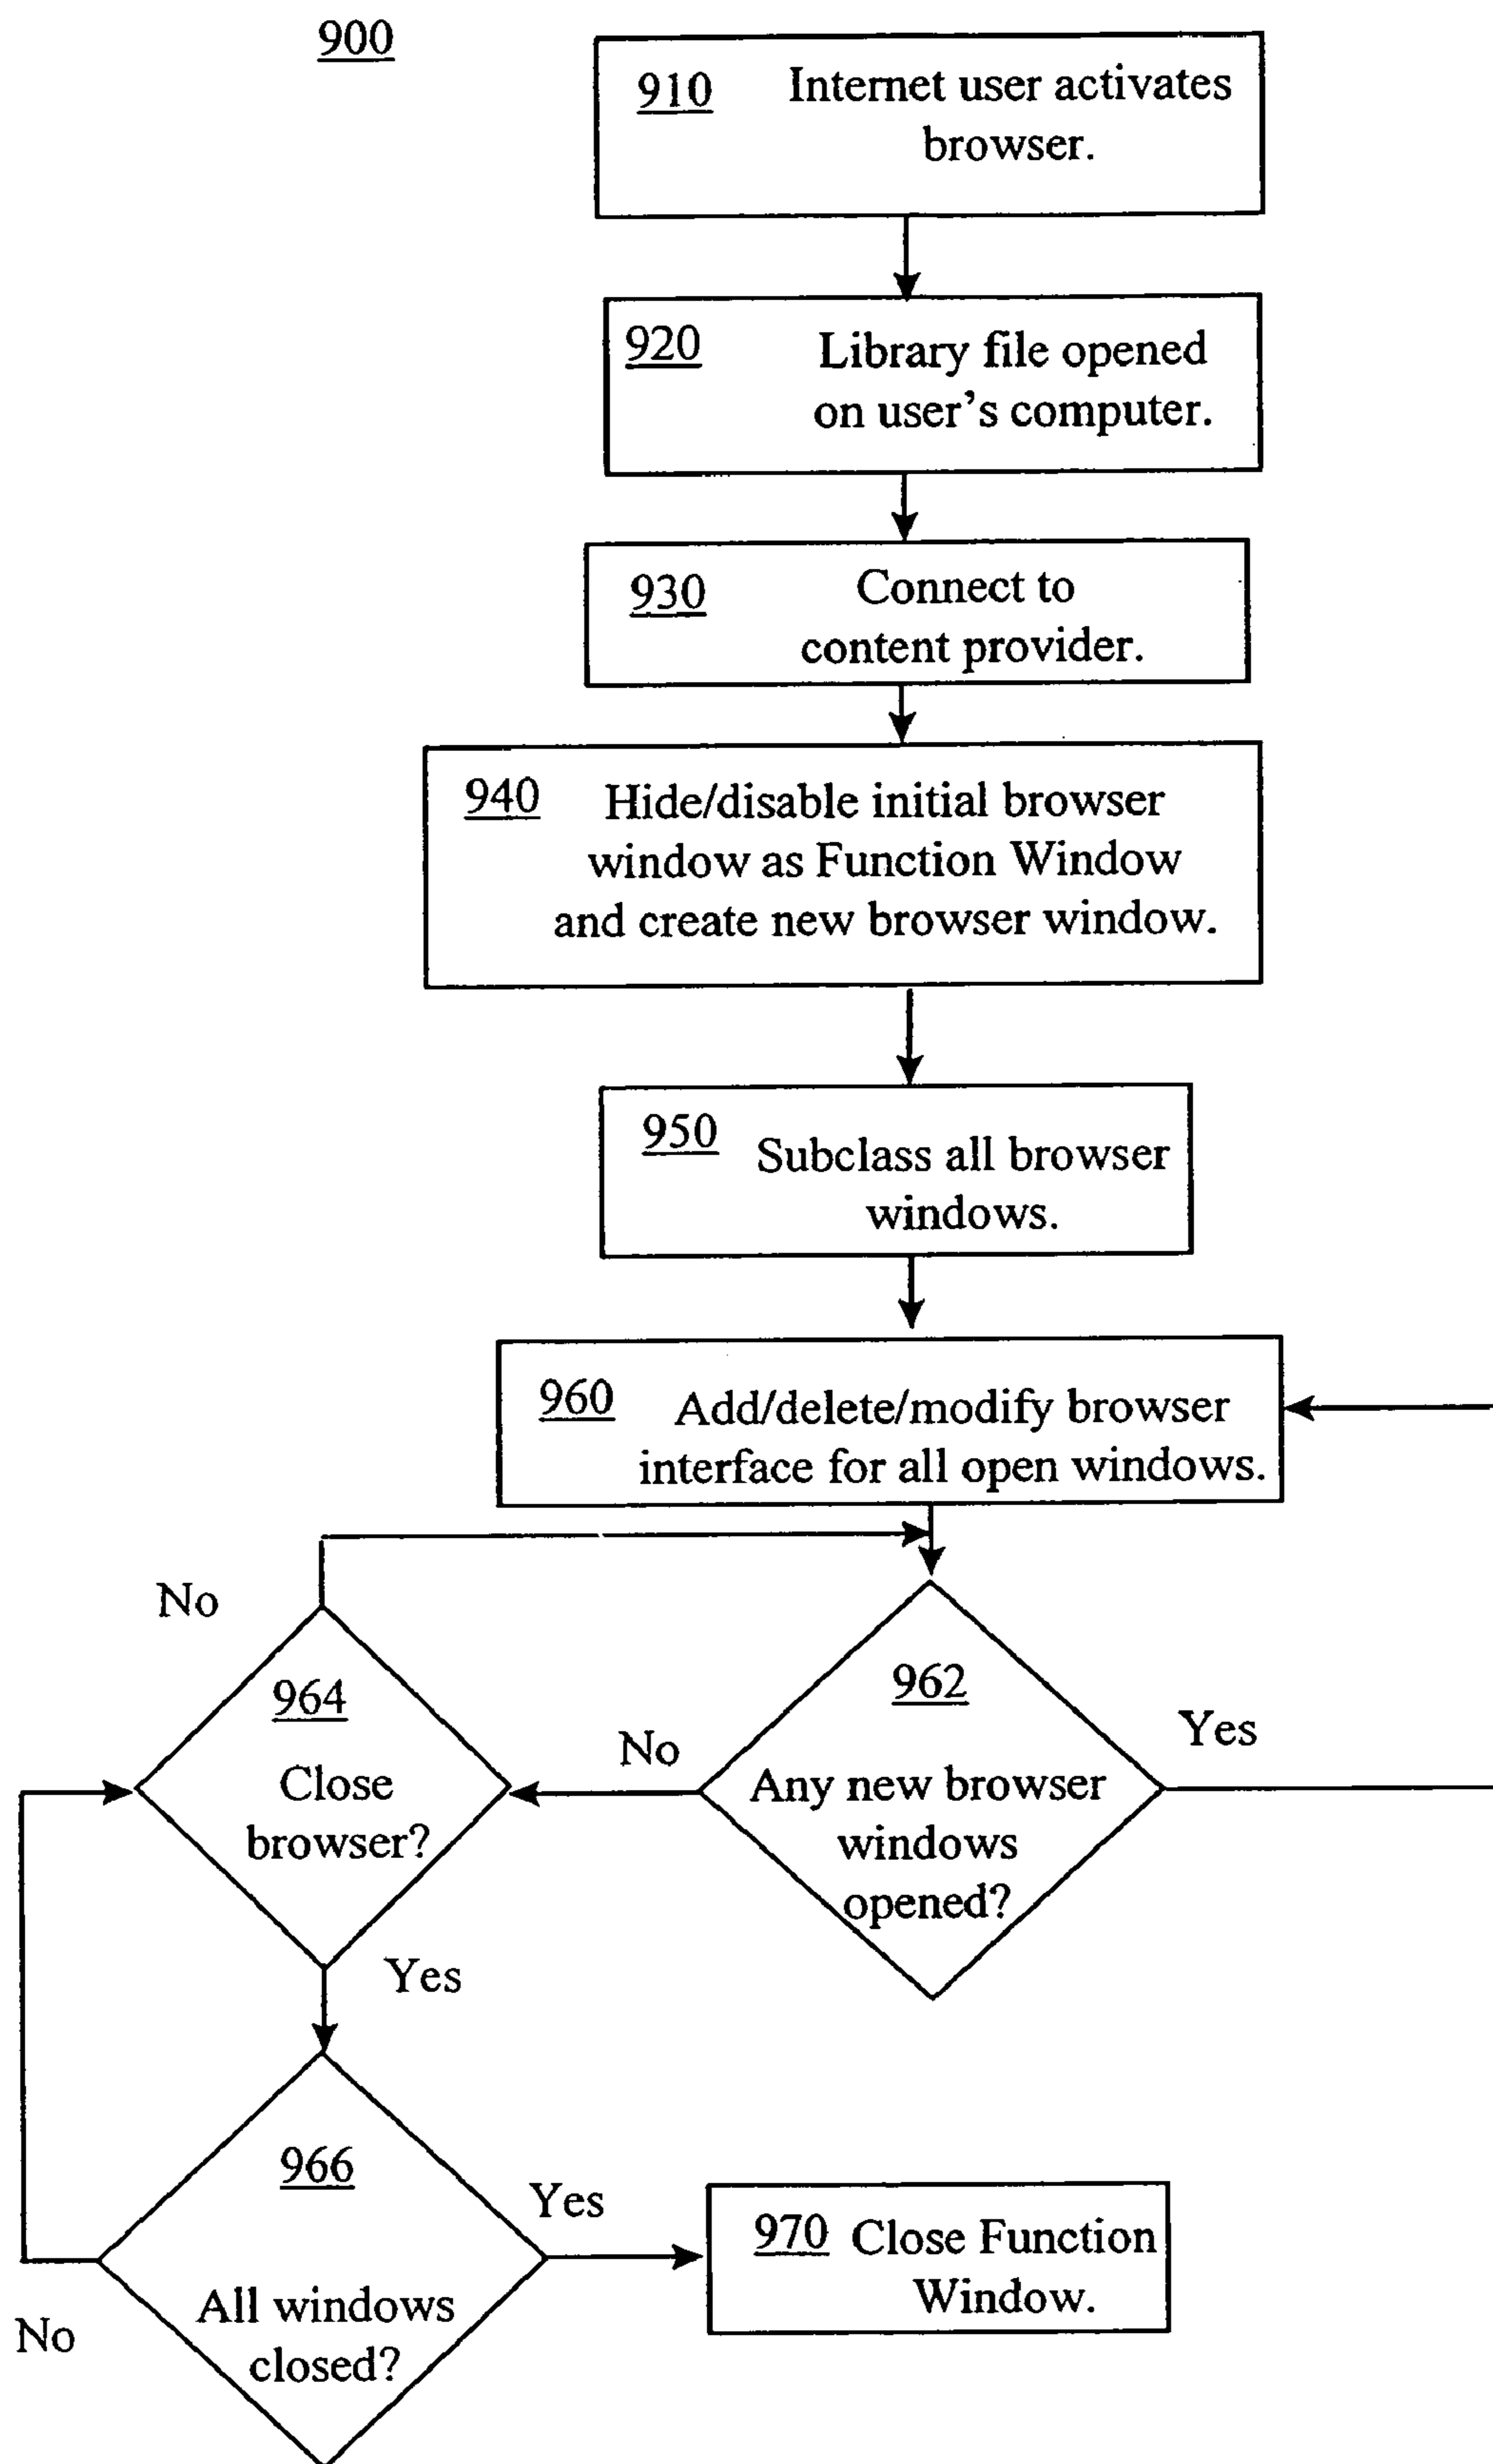 900
910 Internet user activates
browser.
920 Library file opened
on user's computer.
930 Connect to
content provider.
940 Hide/disable initial browser
window as Function Window
and create new browser window.
950 Subclass all browser
windows.
960 Add/delete/modify browser
interface for all open windows.
No
964
Close
browser?
No
962
Any new browser
windows
opened?
Yes
Yes
966
All windows
closed?
Yes
No
970 Close Function
Window.